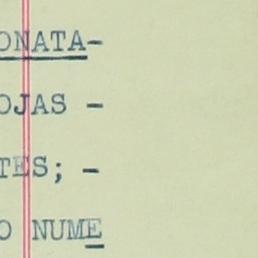 ONATA-
OJAS -
TES; -
O NUME